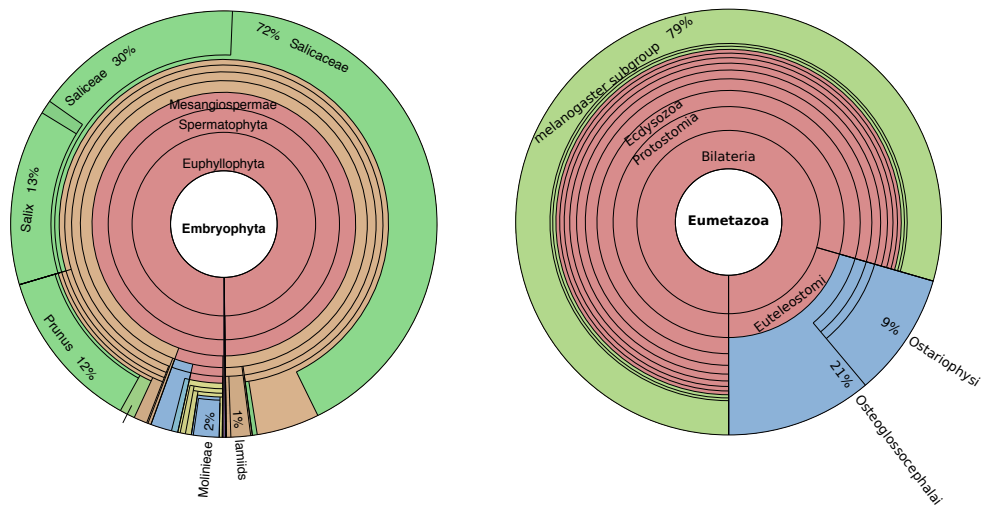 72% Salicaceae
Saliceae 30%
Salix 13%
Prunus 12%
Mesangiospermae
Spermatophyta
Euphyllophyta
Embryophyta
2%
Molinieae
1%
lamiids
melanogaster subgroup 79%
Ecdysozoa
Protostomia
Bilateria
Eumetazoa
Euteleostomi
9%
Ostariophysi
21%
Osteoglossocephalai